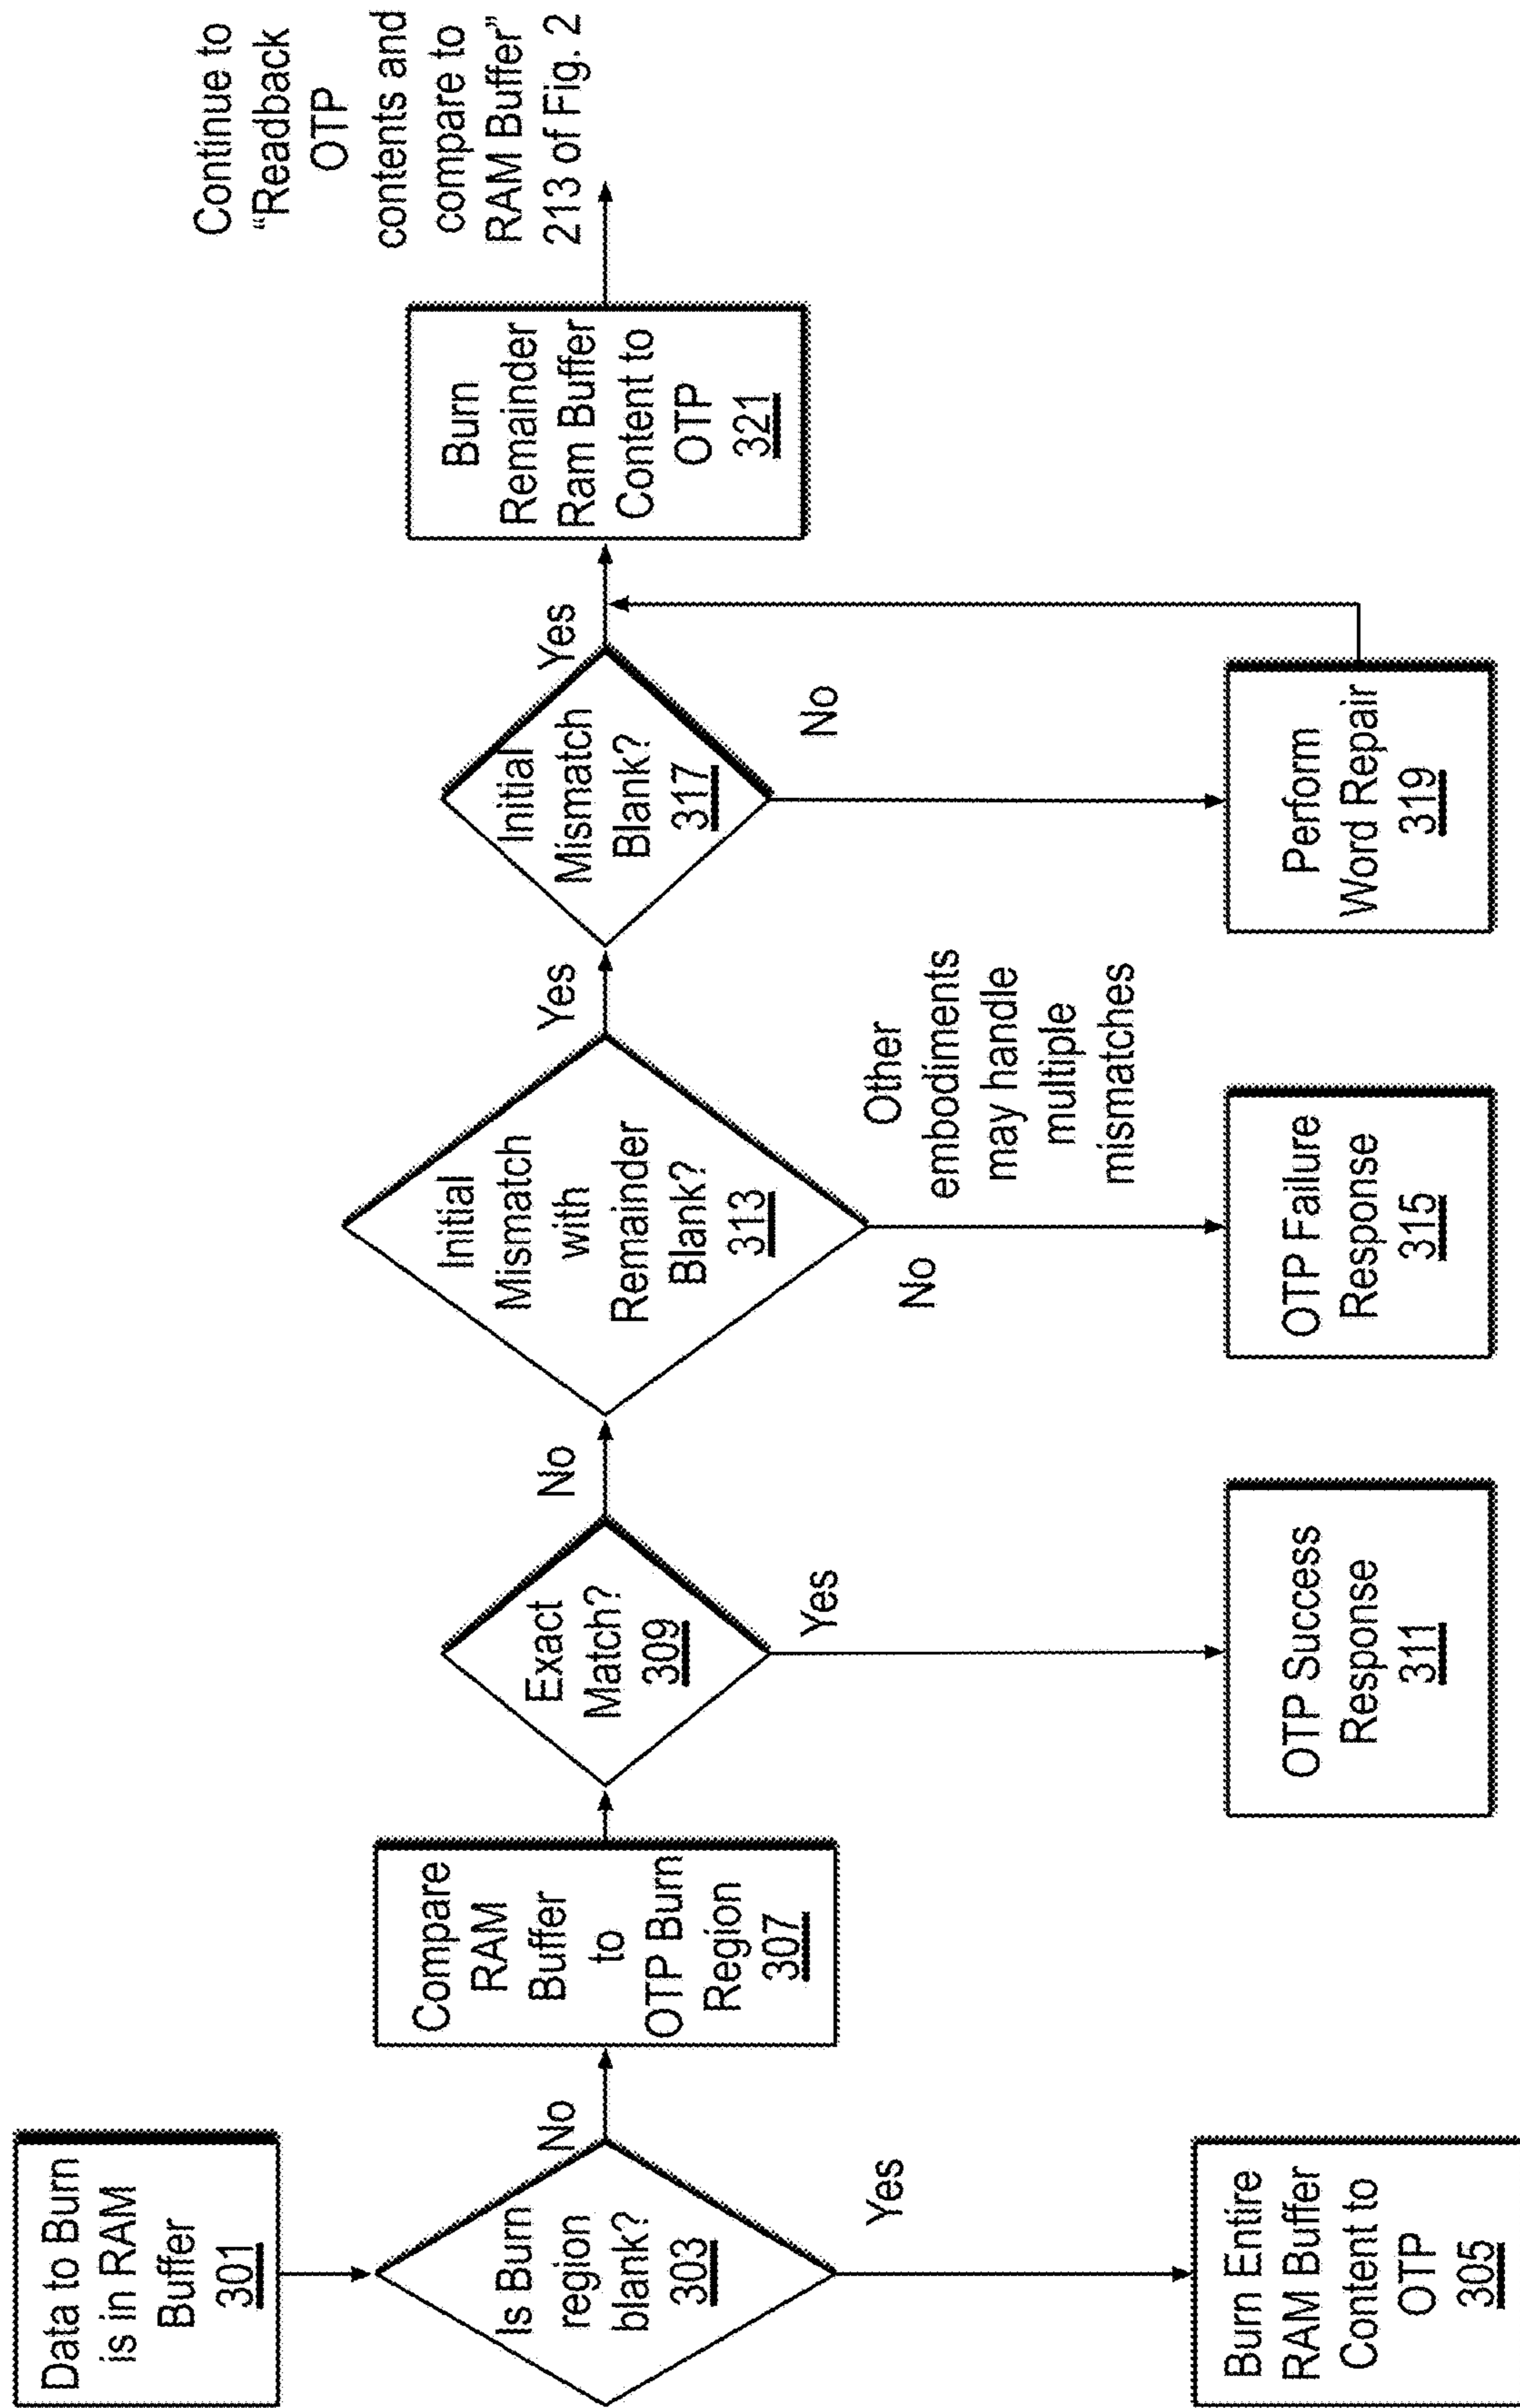 Data to Burn
is in RAM
Buffer
301
Is Burn
region
blank?
303
No
Yes
Burn Entire
RAM Buffer
Content to
OTP
305
Compare
RAM
Buffer
to
OTP Burn
Region
307
Exact
Match?
309
No
Yes
OTP Success
Response
311
Initial
Mismatch
with
Remainder
Blank?
313
Yes
No
Other
embodiments
may handle
multiple
mismatches
OTP Failure
Response
315
Initial
Mismatch
Blank?
317
Yes
No
Perform
Word Repair
319
Burn
Remainder
Ram Buffer
Content to
OTP
321
Continue to
“Readback
OTP
contents and
compare to
RAM Buffer”
213 of Fig. 2